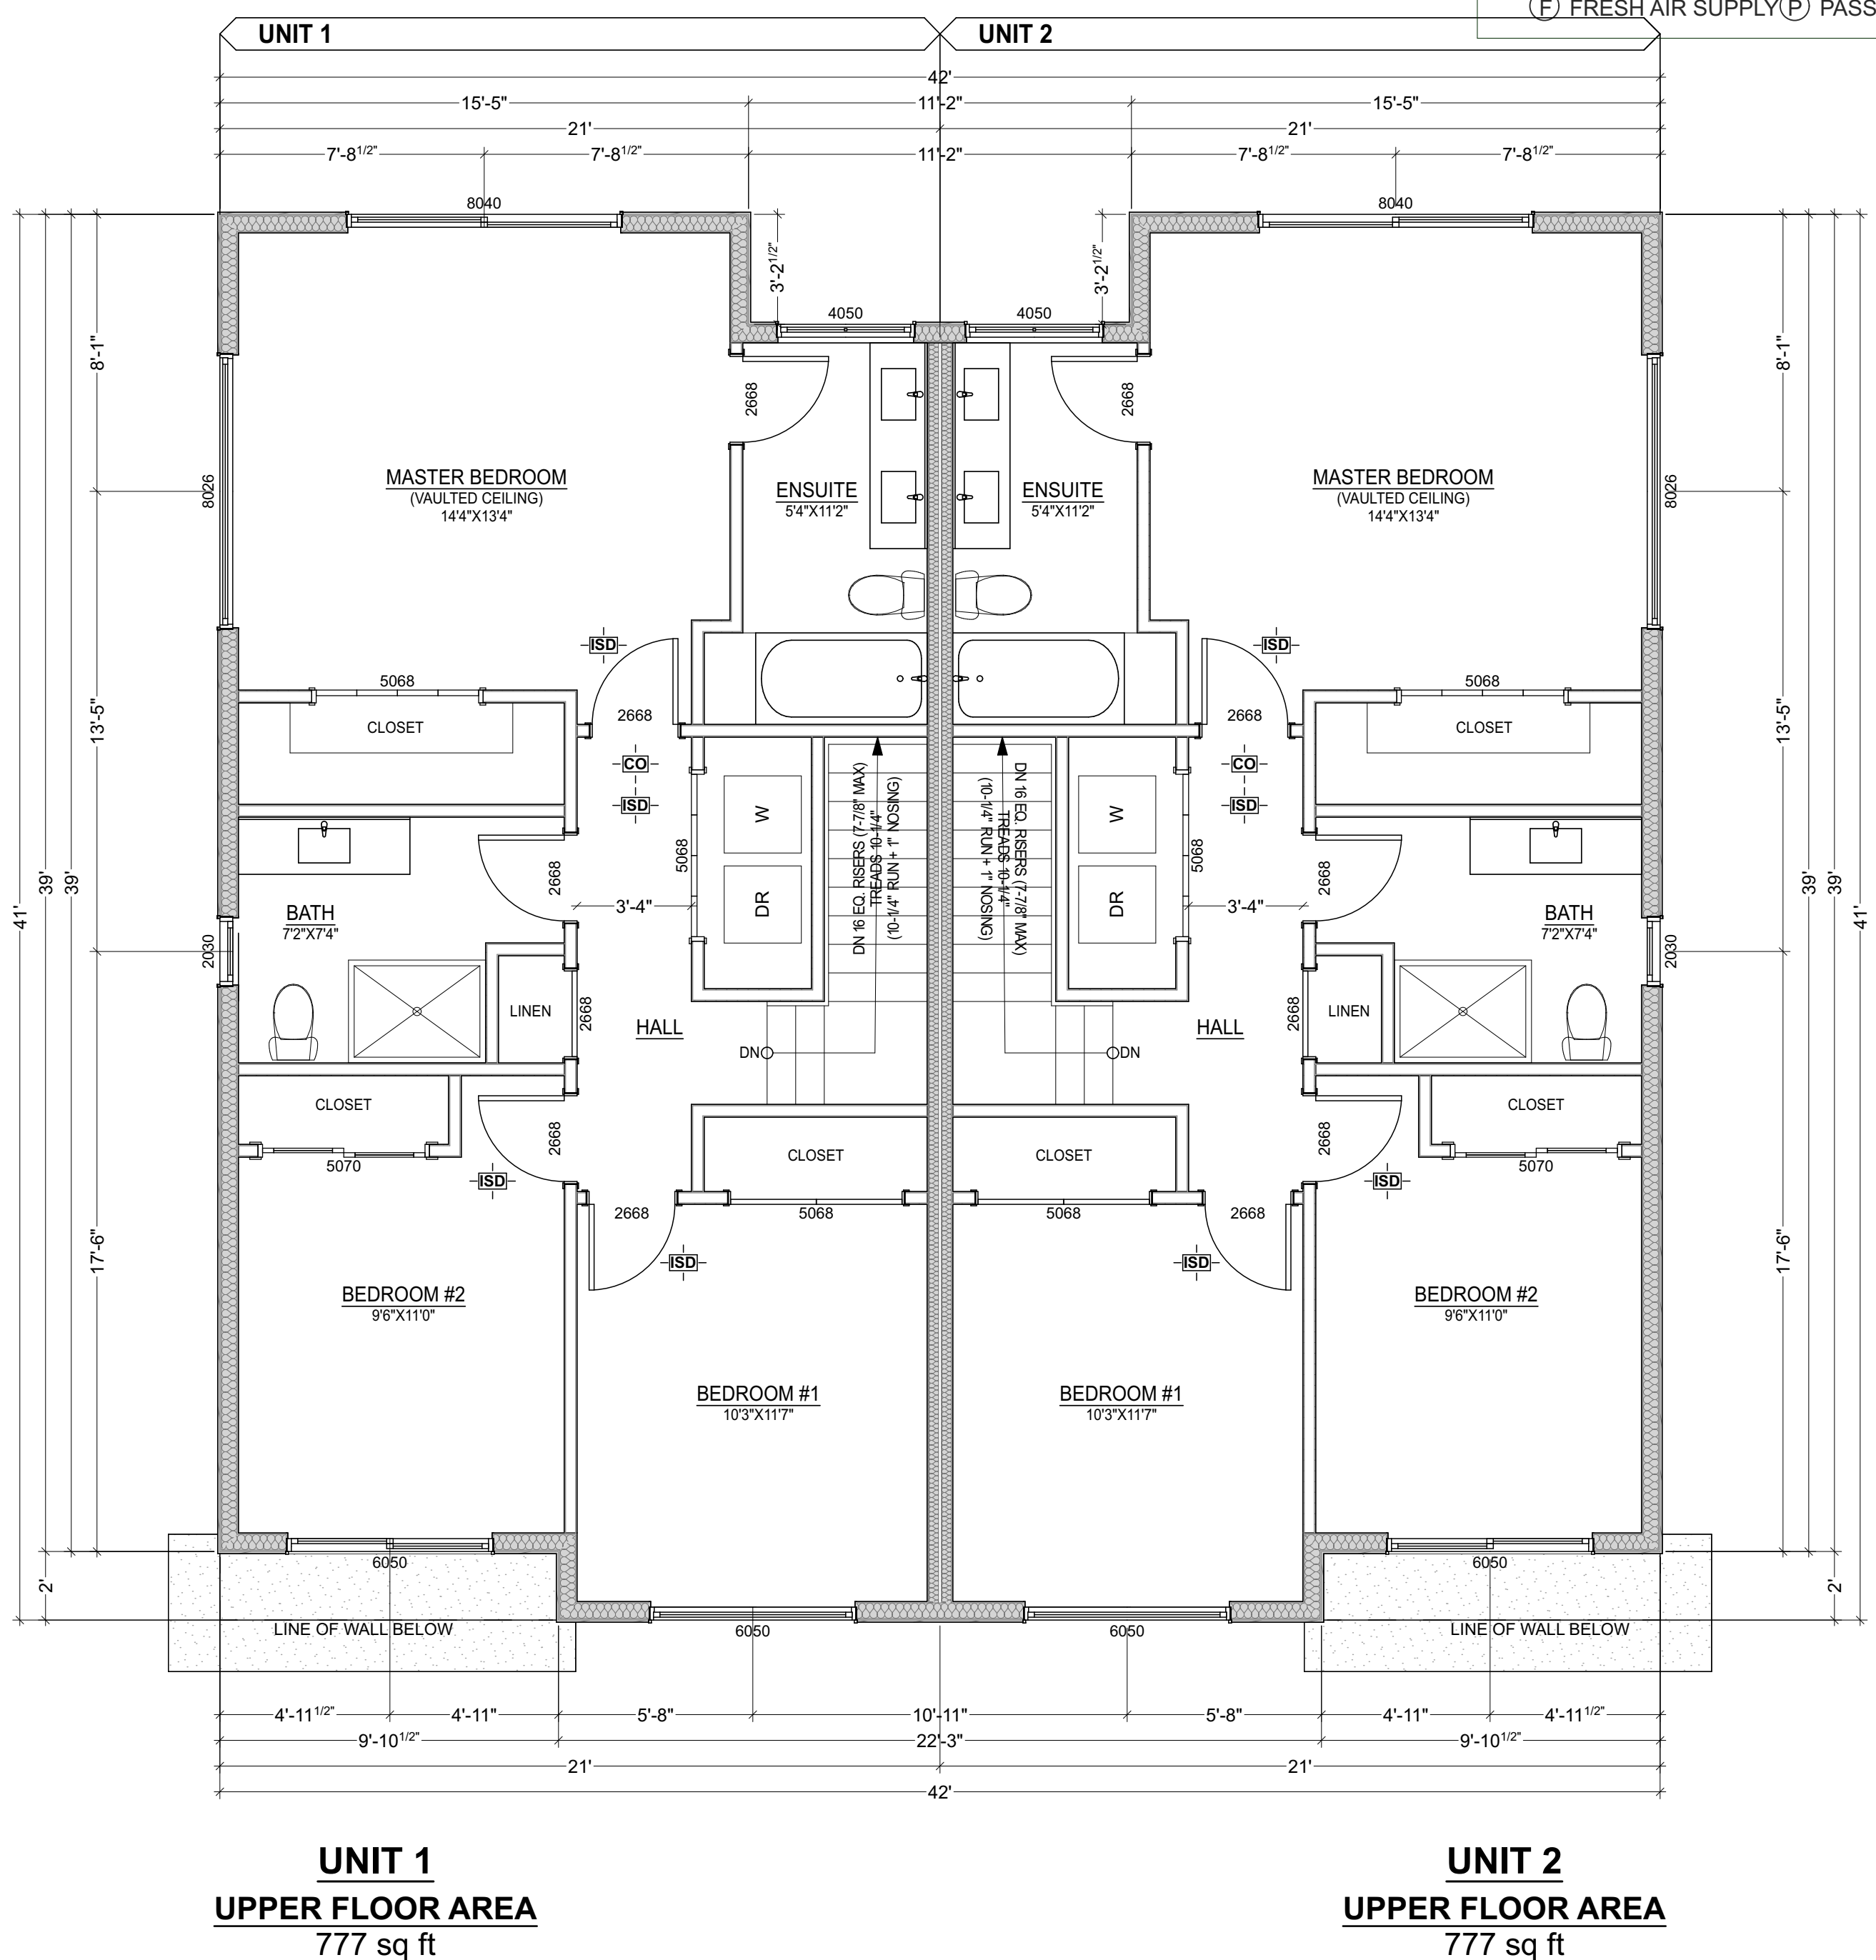 Ⓕ FRESH AIR SUPPLY Ⓟ PASS
UNIT 1 UNIT 2
42'
15'-5" 11'-2" 15'-5"
21' 21'
7'-8 1/2" 7'-8 1/2" 11'-2" 7'-8 1/2" 7'-8 1/2"
8040 8040
3'-2 1/2" 3'-2 1/2"
4050 4050
8'-1" 8'-1"
2668 2668
8026 8026
MASTER BEDROOM ENSUITE ENSUITE MASTER BEDROOM
(VAULTED CEILING) (VAULTED CEILING)
14'4"X13'4" 5'4"X11'2" 5'4"X11'2" 14'4"X13'4"
ISD ISD
5068 5068
2668 2668
CLOSET CLOSET
13'-5" 13'-5"
CO CO
ISD ISD
W W
DN 16 EQ. RISERS (7-7/8" MAX)
TREADS 10-1/4"
(10-1/4" RUN + 1" NOSING)
DN 16 EQ. RISERS (7-7/8" MAX)
TREADS 10-1/4"
(10-1/4" RUN + 1" NOSING)
5068 5068
2668 2668
39' 39' 39' 39'
41' 41'
DR DR
3'-4" 3'-4"
BATH BATH
7'2"X7'4" 7'2"X7'4"
2030 2030
LINEN LINEN
2668 2668
HALL HALL
DN DN
CLOSET CLOSET
2668 2668
CLOSET CLOSET
5070 5070
ISD ISD
2668 5068 5068 2668
17'-6" 17'-6"
ISD ISD
BEDROOM #2 BEDROOM #2
9'6"X11'0" 9'6"X11'0"
BEDROOM #1 BEDROOM #1
10'3"X11'7" 10'3"X11'7"
6050 6050
2' 2'
LINE OF WALL BELOW 6050 6050 LINE OF WALL BELOW
4'-11 1/2" 4'-11" 5'-8" 10'-11" 5'-8" 4'-11" 4'-11 1/2"
9'-10 1/2" 22'-3" 9'-10 1/2"
21' 21'
42'
UNIT 1 UNIT 2
UPPER FLOOR AREA UPPER FLOOR AREA
777 sq ft 777 sq ft